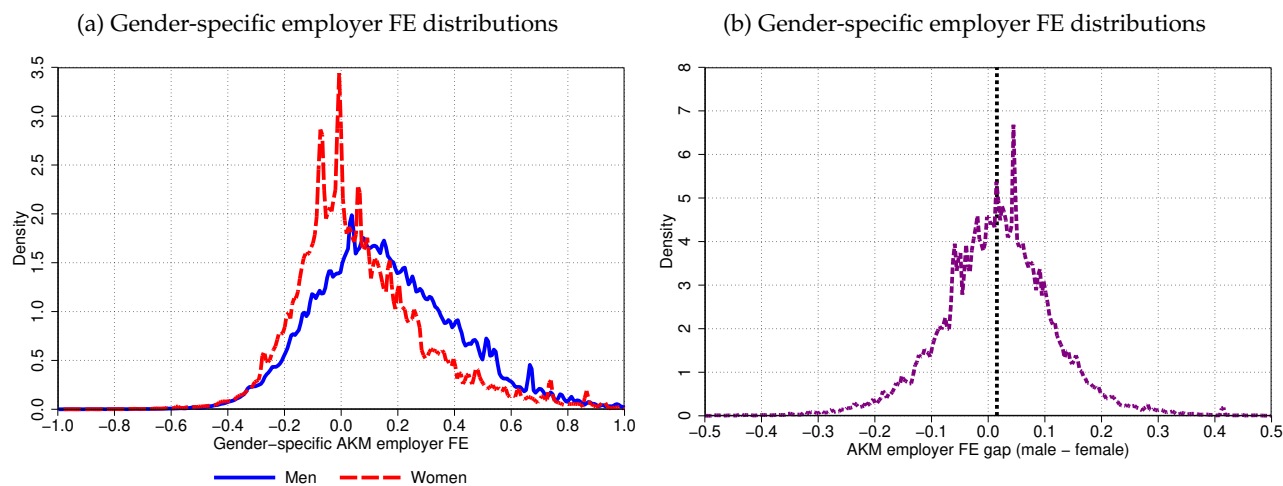 (a) Gender-specific employer FE distributions
3.5
3.0
2.5
2.0
1.5
1.0
0.5
0.0
Density
−1.0 −0.8 −0.6 −0.4 −0.2 0.0 0.2 0.4 0.6 0.8 1.0
Gender−specific AKM employer FE
Men Women
(b) Gender-specific employer FE distributions
8
7
6
5
4
3
2
1
0
Density
−0.5 −0.4 −0.3 −0.2 −0.1 0.0 0.1 0.2 0.3 0.4 0.5
AKM employer FE gap (male − female)